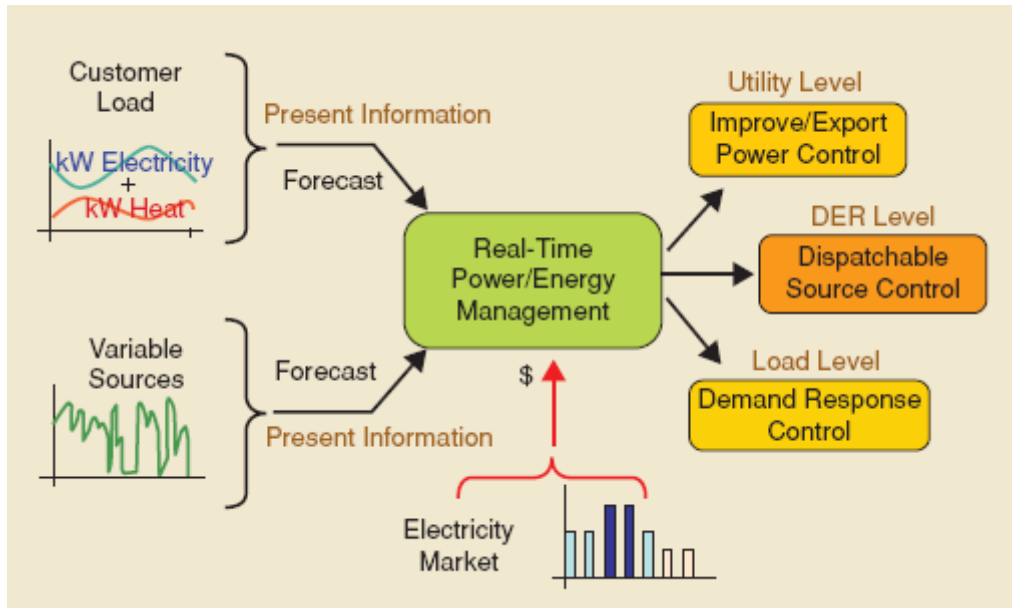 Customer
Load
kW Electricity
+
kW Heat
Present Information
Forecast
Variable
Sources
Forecast
Present Information
Real-Time
Power/Energy
Management
$
Electricity
Market
Utility Level
Improve/Export
Power Control
DER Level
Dispatchable
Source Control
Load Level
Demand Response
Control